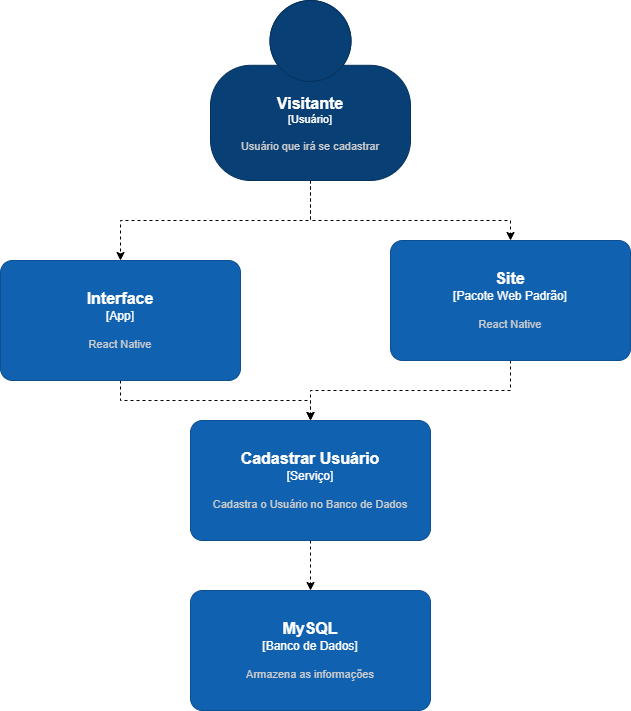 Visitante
[Usuário]
Usuário que irá se cadastrar
Interface
[App]
React Native
Site
[Pacote Web Padrão]
React Native
Cadastrar Usuário
[Serviço]
Cadastra o Usuário no Banco de Dados
MySQL
[Banco de Dados]
Armazena as informações